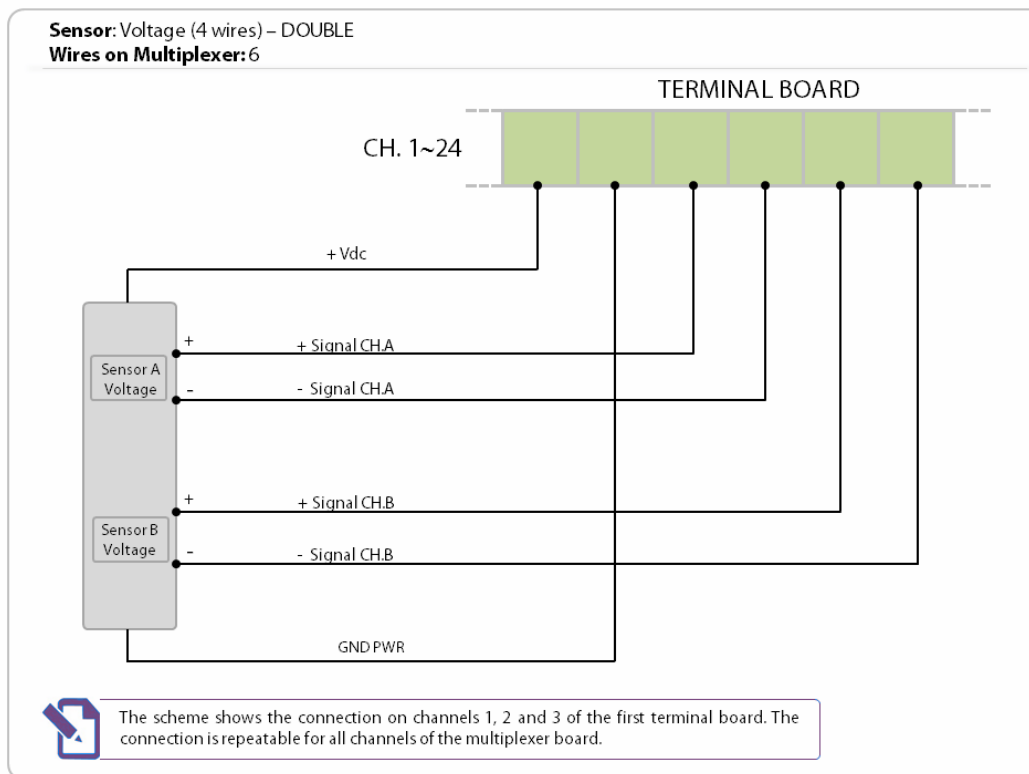 Sensor: Voltage (4 wires) – DOUBLE
Wires on Multiplexer: 6
TERMINAL BOARD
CH. 1~24
+ Vdc
+
+ Signal CH.A
Sensor A
Voltage
-
- Signal CH.A
+
+ Signal CH.B
Sensor B
Voltage
-
- Signal CH.B
GND PWR
The scheme shows the connection on channels 1, 2 and 3 of the first terminal board. The
connection is repeatable for all channels of the multiplexer board.